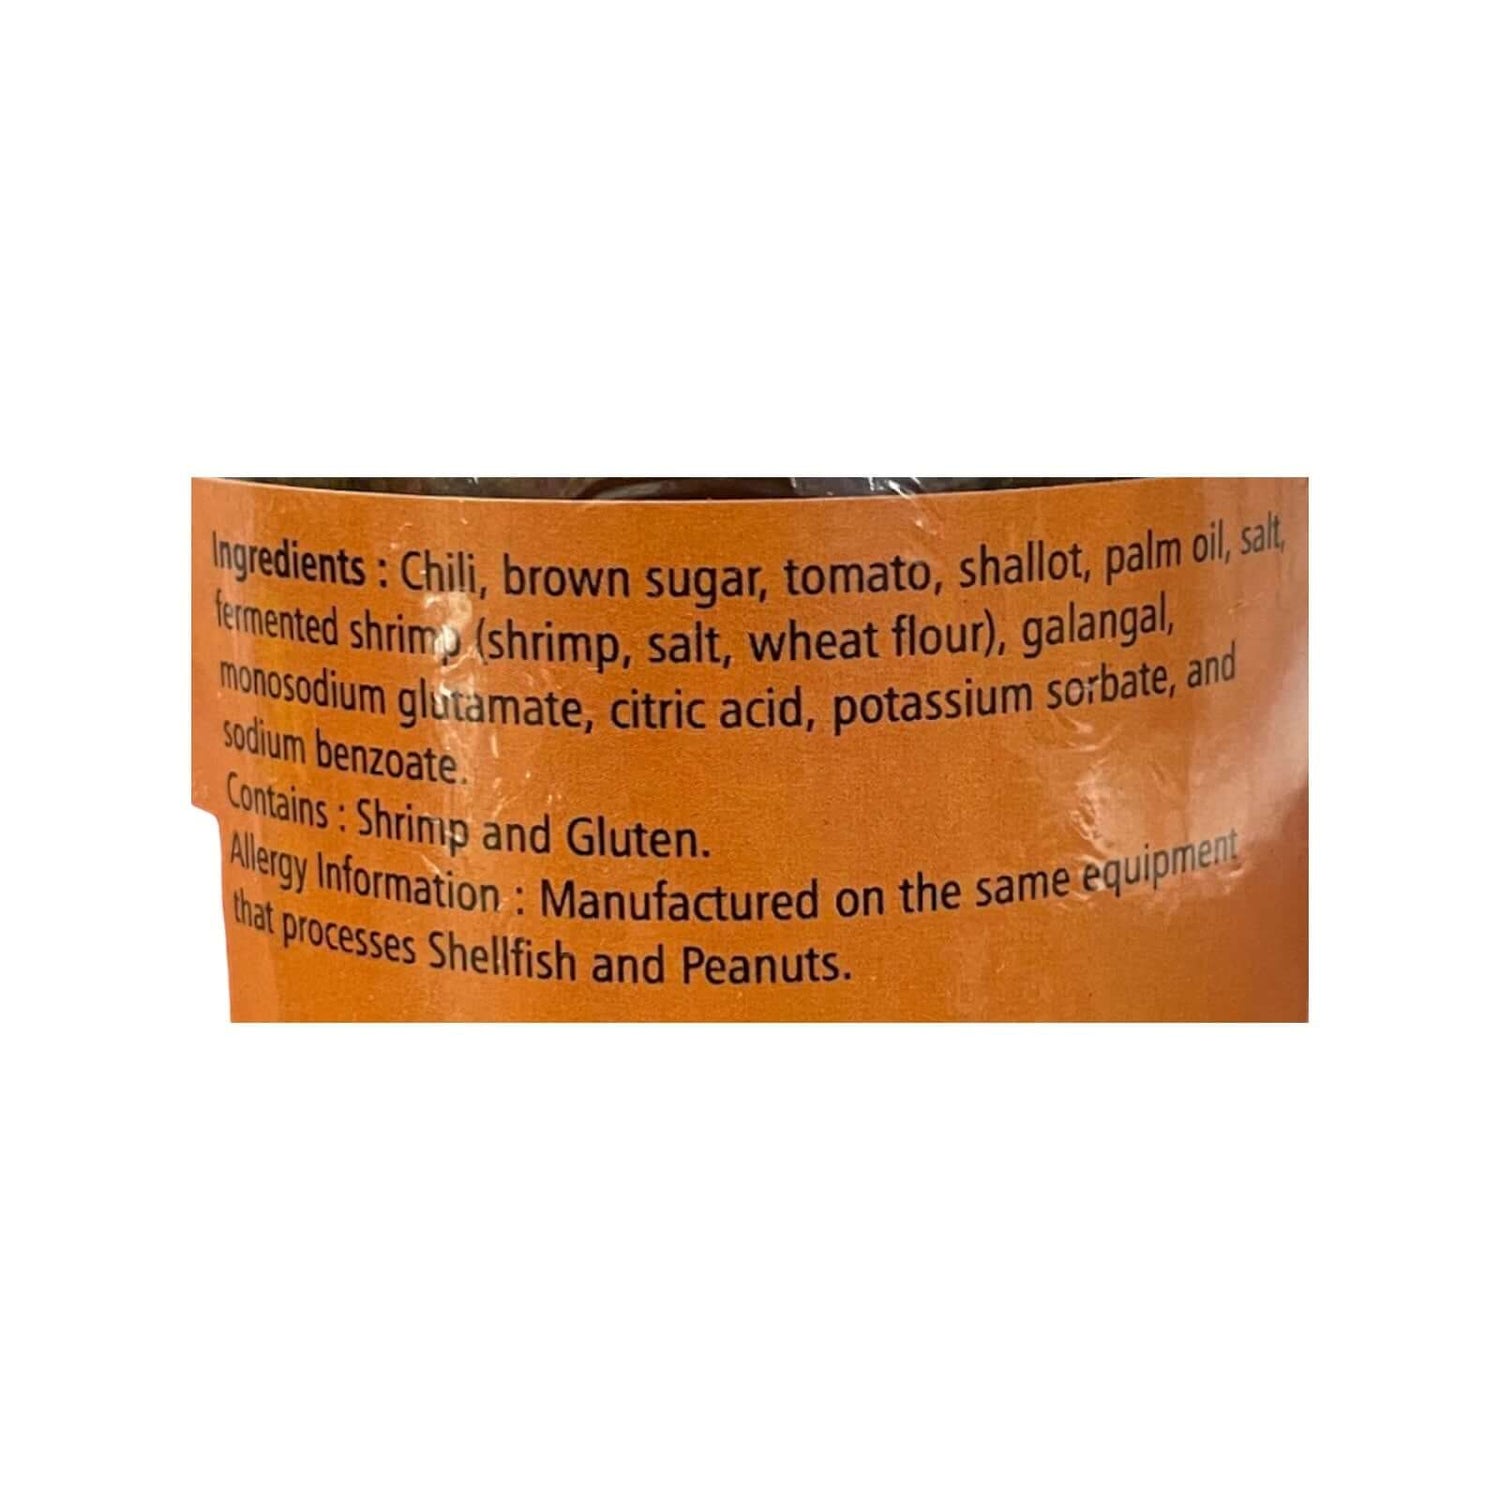 Ingredients : Chili, brown sugar, tomato, shallot, palm oil, salt,
fermented shrimp (shrimp, salt, wheat flour), galangal,
monosodium glutamate, citric acid, potassium sorbate, and
sodium benzoate.
Contains : Shrimp and Gluten.
Allergy Information : Manufactured on the same equipment
that processes Shellfish and Peanuts.